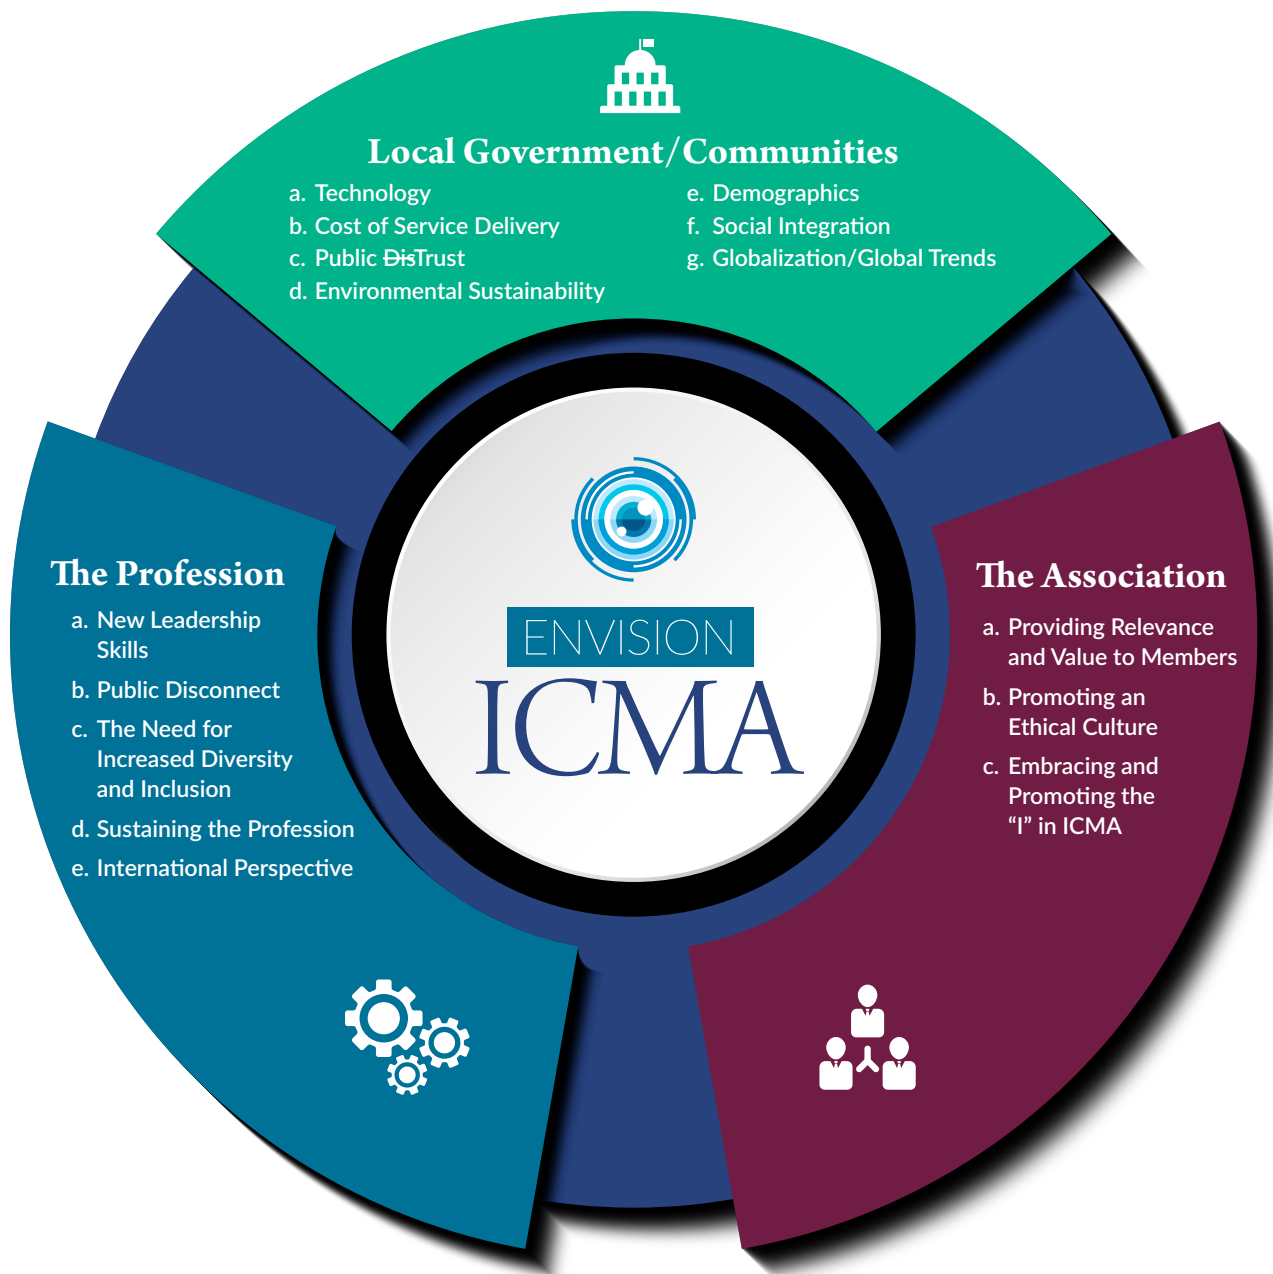 Local Government/Communities
a. Technology
b. Cost of Service Delivery
c. Public DisTrust
d. Environmental Sustainability
e. Demographics
f. Social Integration
g. Globalization/Global Trends
The Profession
a. New Leadership
Skills
b. Public Disconnect
c. The Need for
Increased Diversity
and Inclusion
d. Sustaining the Profession
e. International Perspective
ENVISION
ICMA
The Association
a. Providing Relevance
and Value to Members
b. Promoting an
Ethical Culture
c. Embracing and
Promoting the
“I” in ICMA